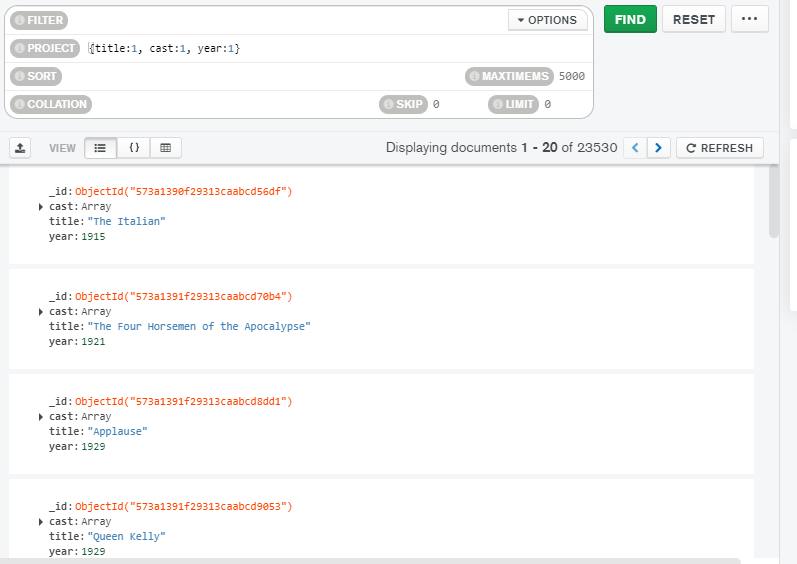 FILTER OPTIONS FIND RESET ...
PROJECT {title:1, cast:1, year:1}
SORT MAXTIMEMS 5000
COLLATION SKIP 0 LIMIT 0
VIEW {} Displaying documents 1 - 20 of 23530 < > REFRESH
_id: ObjectId("573a1390f29313caabcd56df")
cast: Array
title: "The Italian"
year: 1915
_id: ObjectId("573a1391f29313caabcd70b4")
cast: Array
title: "The Four Horsemen of the Apocalypse"
year: 1921
_id: ObjectId("573a1391f29313caabcd8dd1")
cast: Array
title: "Applause"
year: 1929
_id: ObjectId("573a1391f29313caabcd9053")
cast: Array
title: "Queen Kelly"
year: 1929